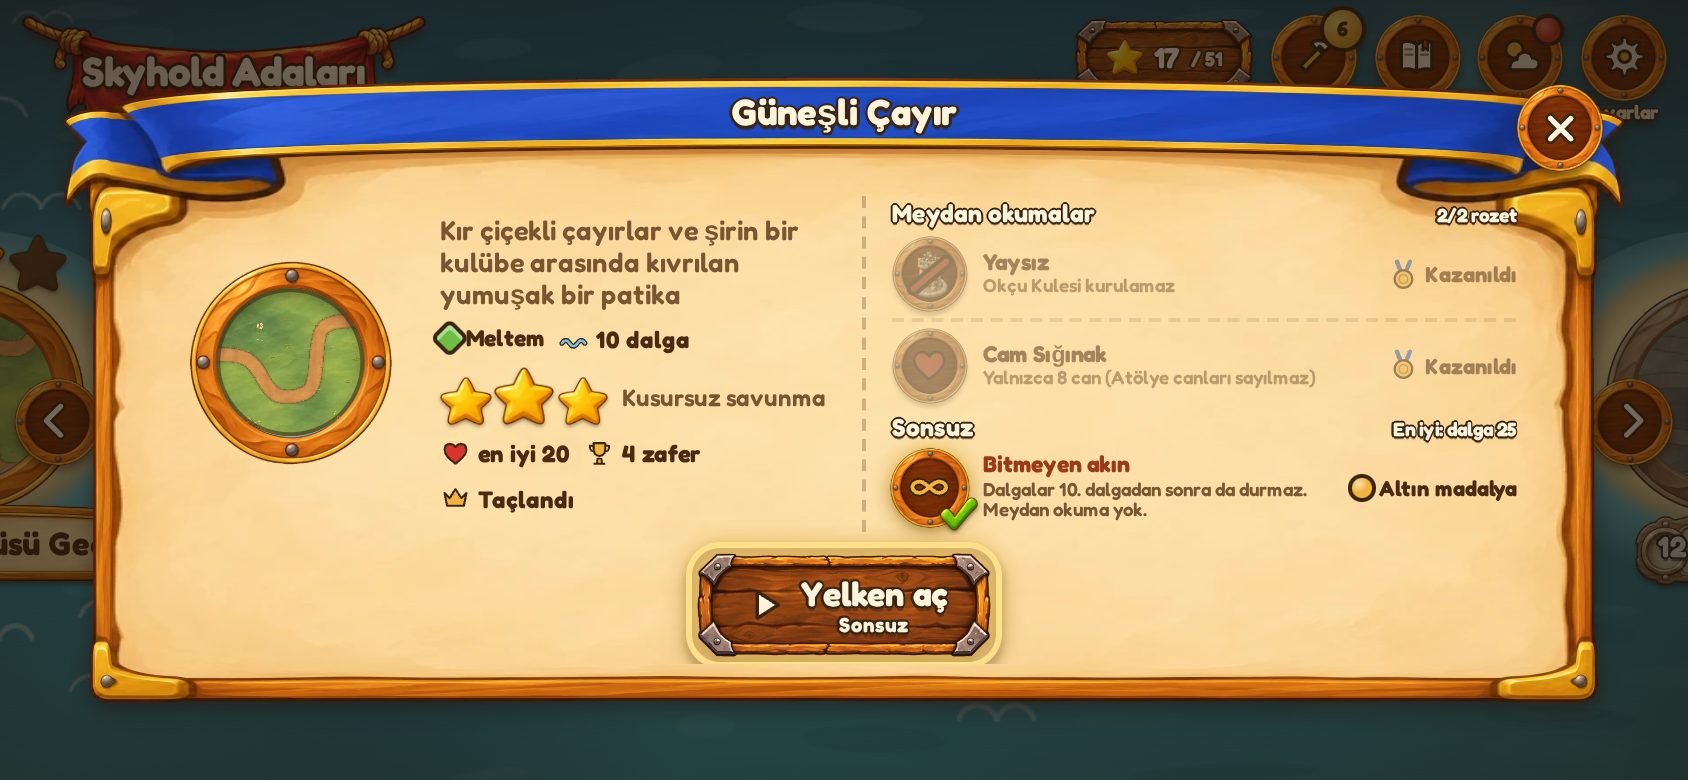 Skyhold Adaları
17 / 51
6
Güneşli Çayır
Kır çiçekli çayırlar ve şirin bir
kulübe arasında kıvrılan
yumuşak bir patika
Meltem
10 dalga
Kusursuz savunma
en iyi 20
4 zafer
Taçlandı
Meydan okumalar
2/2 rozet
Yaysız
Okçu Kulesi kurulamaz
Kazanıldı
Cam Sığınak
Yalnızca 8 can (Atölye canları sayılmaz)
Kazanıldı
Sonsuz
En iyi: dalga 25
Bitmeyen akın
Dalgalar 10. dalgadan sonra da durmaz.
Meydan okuma yok.
Altın madalya
Yelken aç
Sonsuz
12